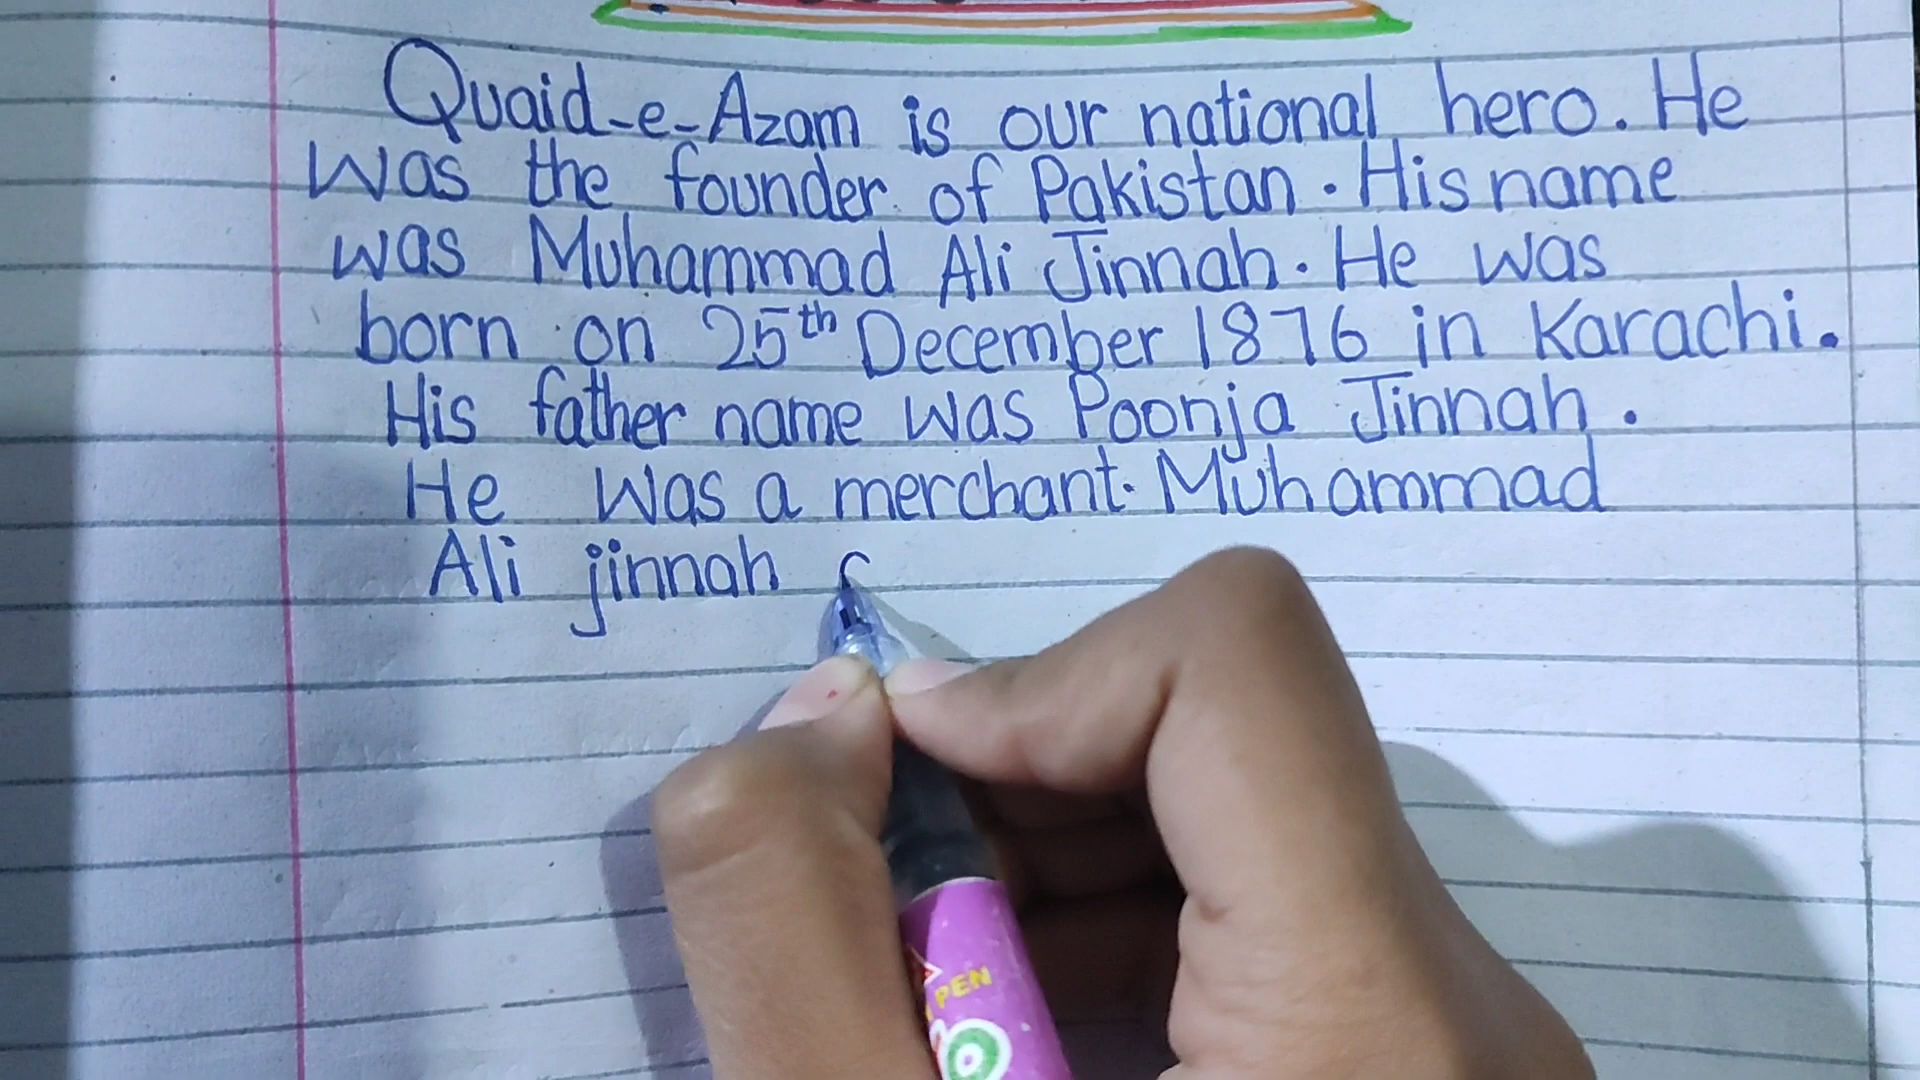 Quaid-e-Azam is our national hero. He
was the founder of Pakistan. His name
was Muhammad Ali Jinnah. He was
born on 25th December 1876 in Karachi.
His father name was Poonja Jinnah.
He was a merchant. Muhammad
Ali jinnah
PEN